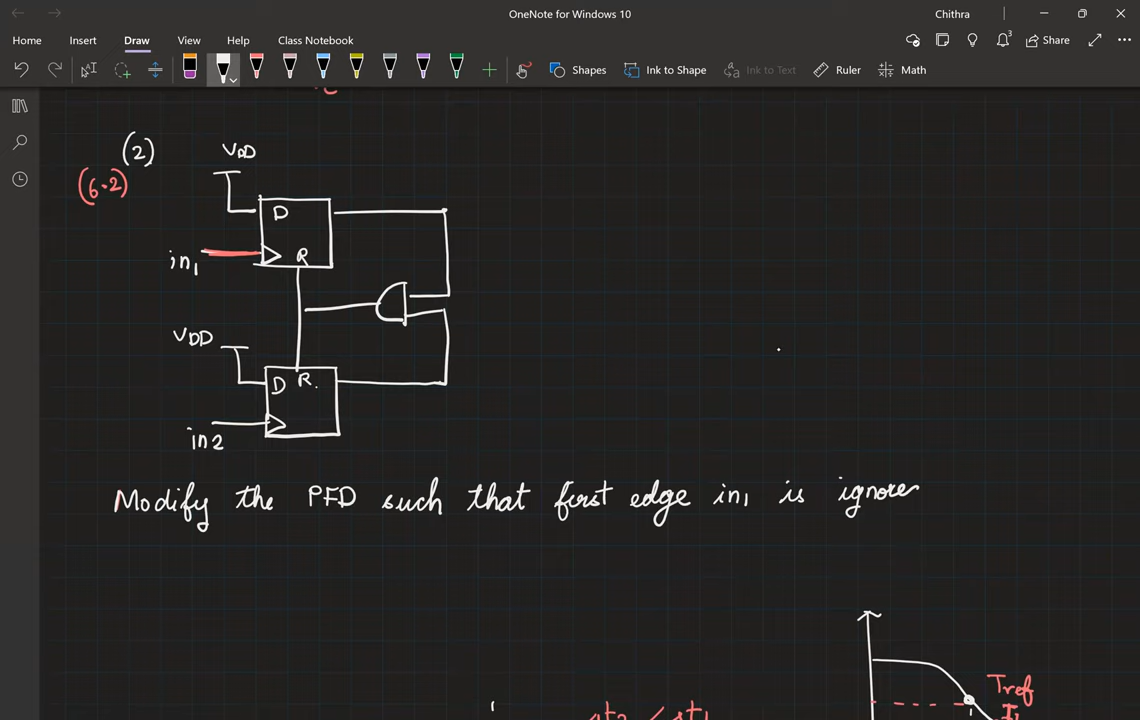 OneNote for Windows 10
Chithra
Home Insert Draw View Help Class Notebook
Share
Shapes Ink to Shape Ink to Text Ruler Math
(2)
(6.2)
VDD
D
in1
R
VDD
D R.
in2
Modify the PFD such that first edge in1 is ignore
Tref